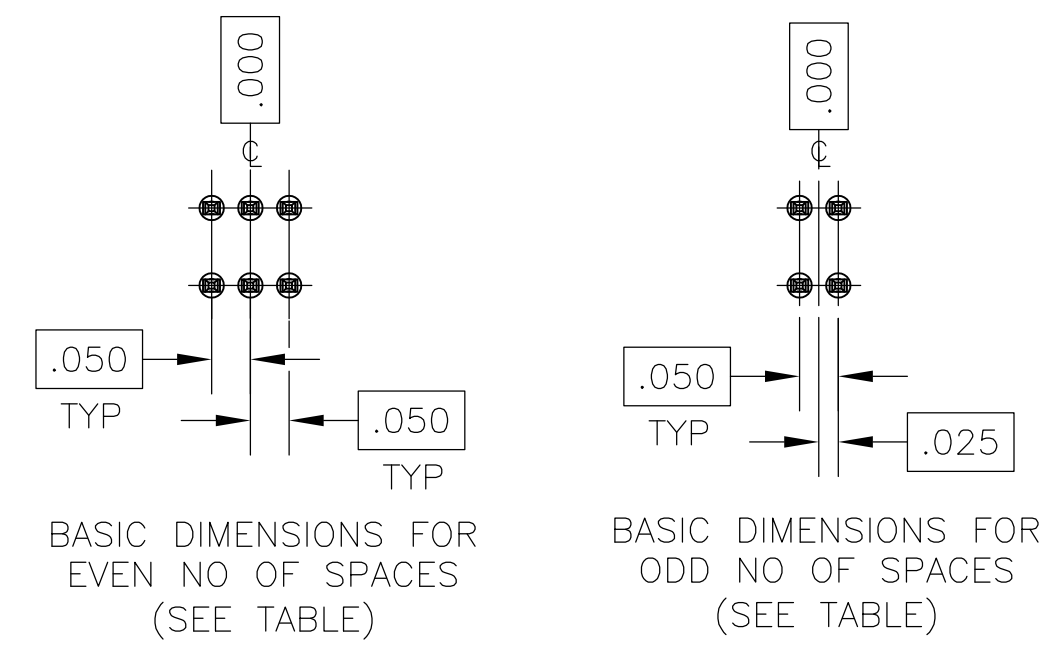 .000
℄
.050
TYP
.050
TYP
BASIC DIMENSIONS FOR
EVEN NO OF SPACES
(SEE TABLE)
.000
℄
.050
TYP
.025
BASIC DIMENSIONS FOR
ODD NO OF SPACES
(SEE TABLE)